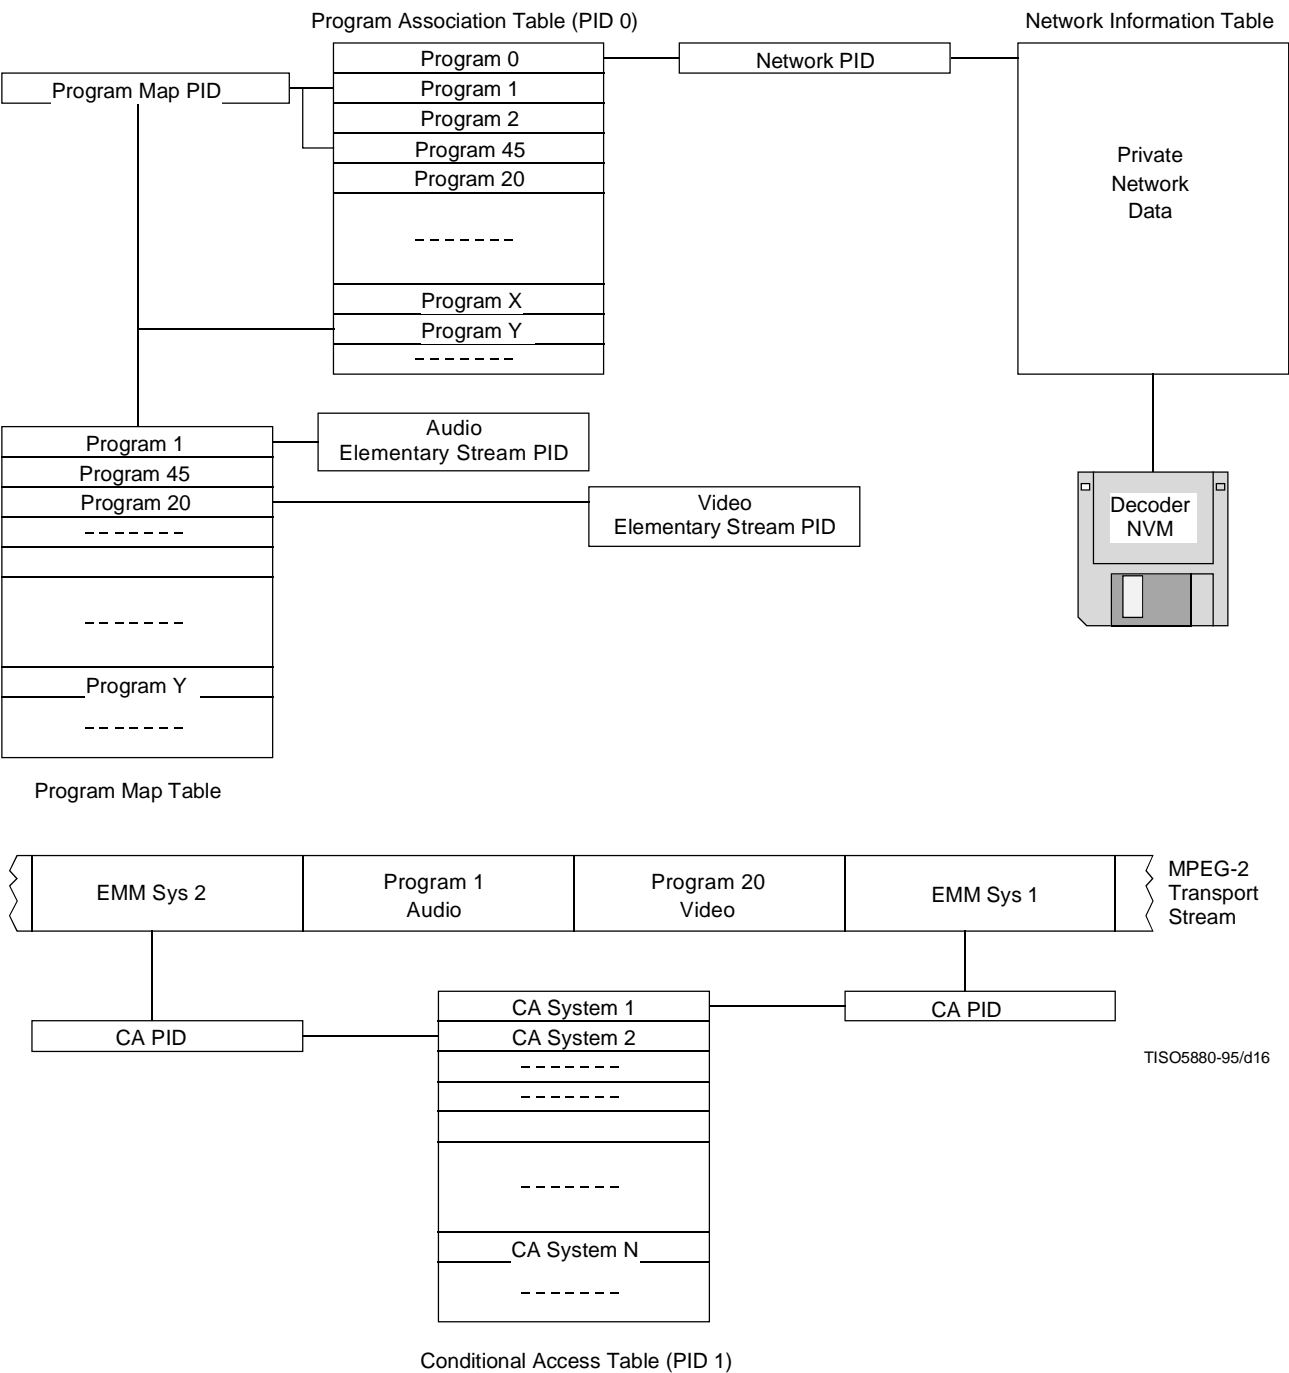 Program Association Table (PID 0)
Network Information Table
Program 0
Network PID
Program Map PID
Program 1
Program 2
Program 45
Program 20
Program X
Program Y
Private
Network
Data
Program 1
Program 45
Program 20
Program Y
Program Map Table
Audio
Elementary Stream PID
Video
Elementary Stream PID
Decoder
NVM
EMM Sys 2
Program 1
Audio
Program 20
Video
EMM Sys 1
MPEG-2
Transport
Stream
CA PID
CA System 1
CA System 2
CA System N
CA PID
TISO5880-95/d16
Conditional Access Table (PID 1)